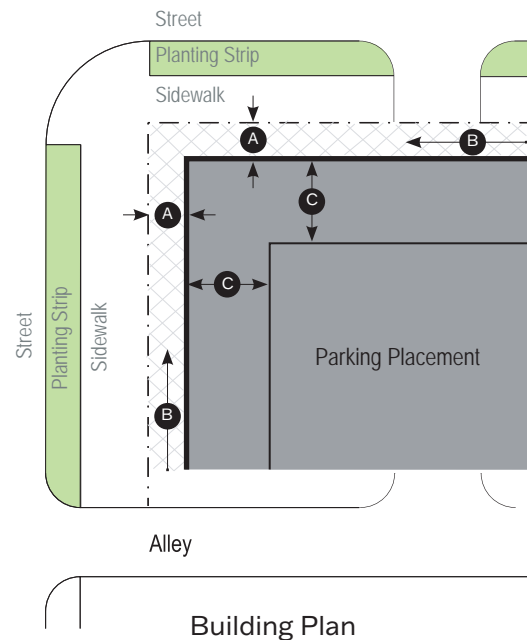 Street
Planting Strip
Sidewalk
A
B
A
C
C
Street
Planting Strip
Sidewalk
Parking Placement
B
Alley
Building Plan